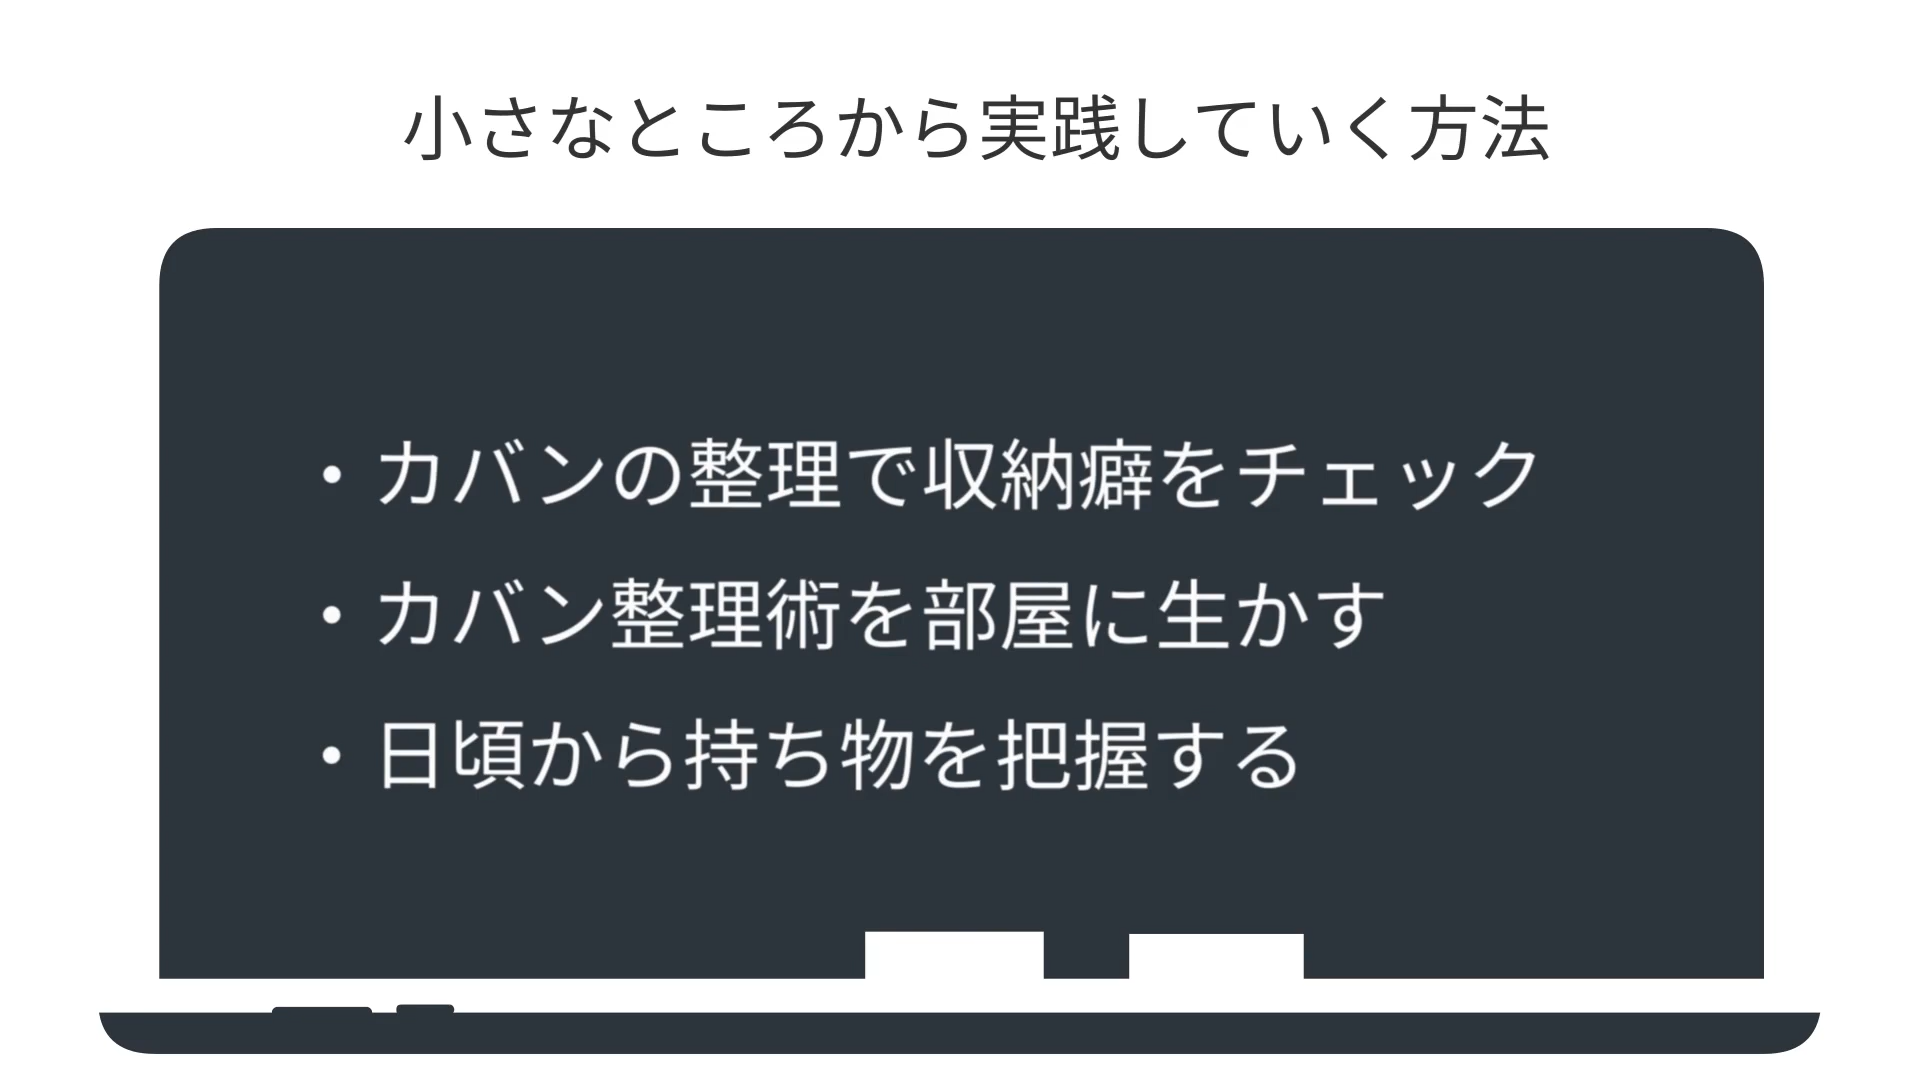 小さなところから実践していく方法
・カバンの整理で収納癖をチェック
・カバン整理術を部屋に生かす
・日頃から持ち物を把握する